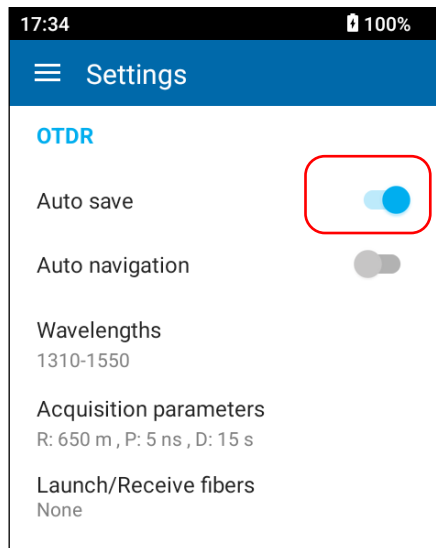 17:34 100%
Settings
OTDR
Auto save
Auto navigation
Wavelengths
1310-1550
Acquisition parameters
R: 650 m , P: 5 ns , D: 15 s
Launch/Receive fibers
None